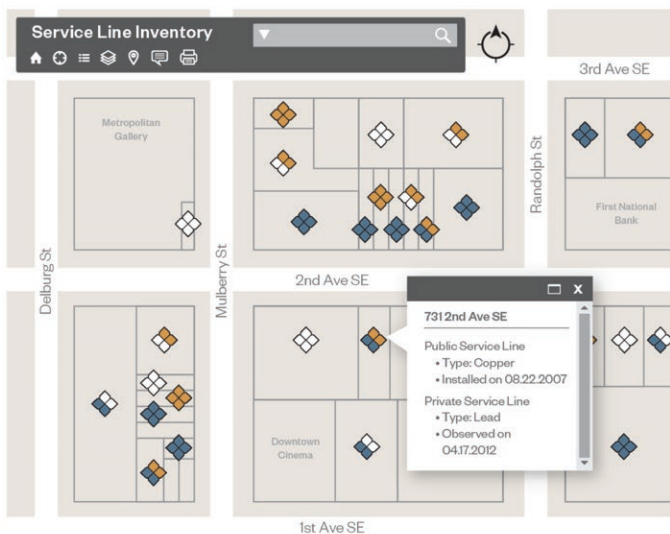 Service Line Inventory
3rd Ave SE
Metropolitan
Gallery
Randolph St
First National
Bank
Delburg St
Mulberry St
2nd Ave SE
X
731 2nd Ave SE
Public Service Line
• Type: Copper
• Installed on 08.22.2007
Private Service Line
• Type: Lead
• Observed on
04.17.2012
Downtown
Cinema
1st Ave SE